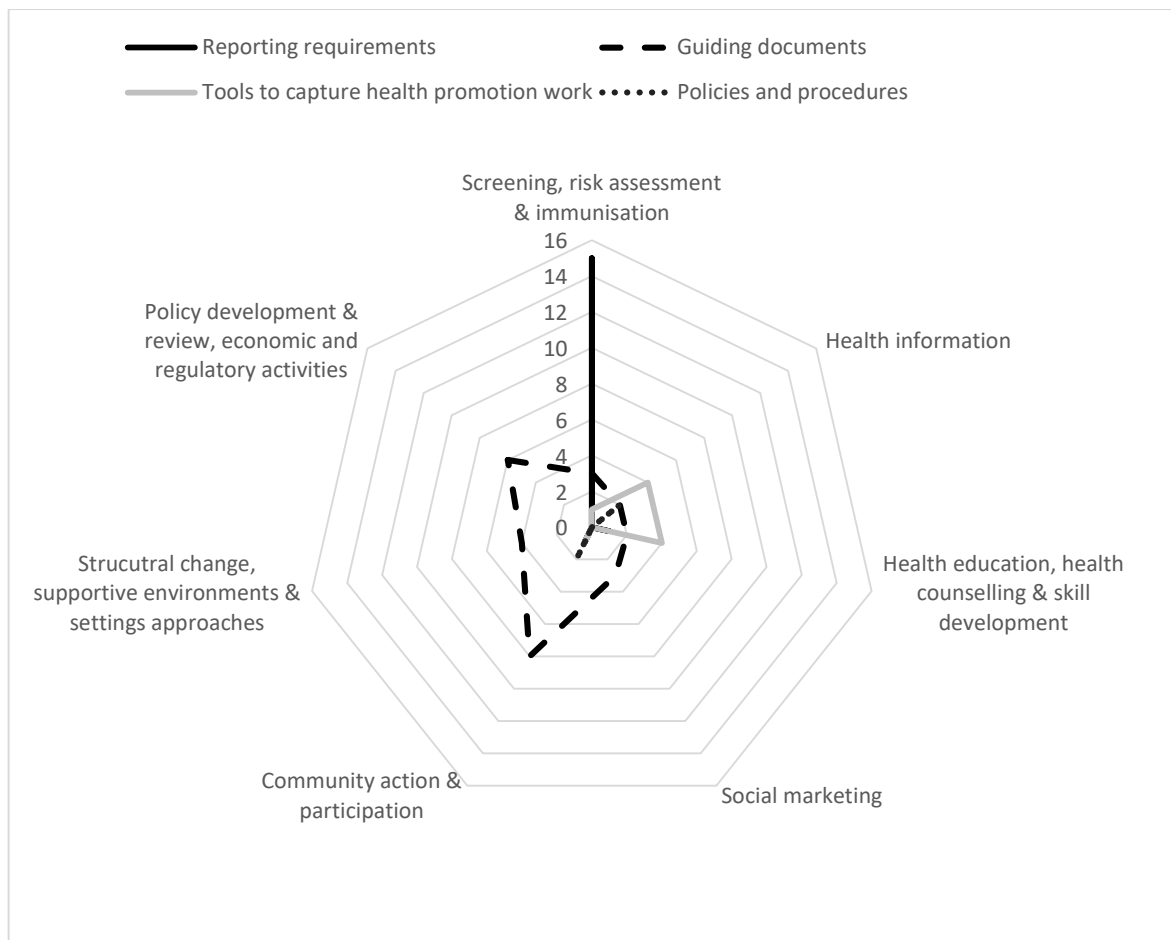 Reporting requirements
Guiding documents
Tools to capture health promotion work
Policies and procedures
Screening, risk assessment
& immunisation
16
14
12
10
8
6
4
2
0
Health information
Health education, health
counselling & skill
development
Social marketing
Community action &
participation
Strucutral change,
supportive environments &
settings approaches
Policy development &
review, economic and
regulatory activities